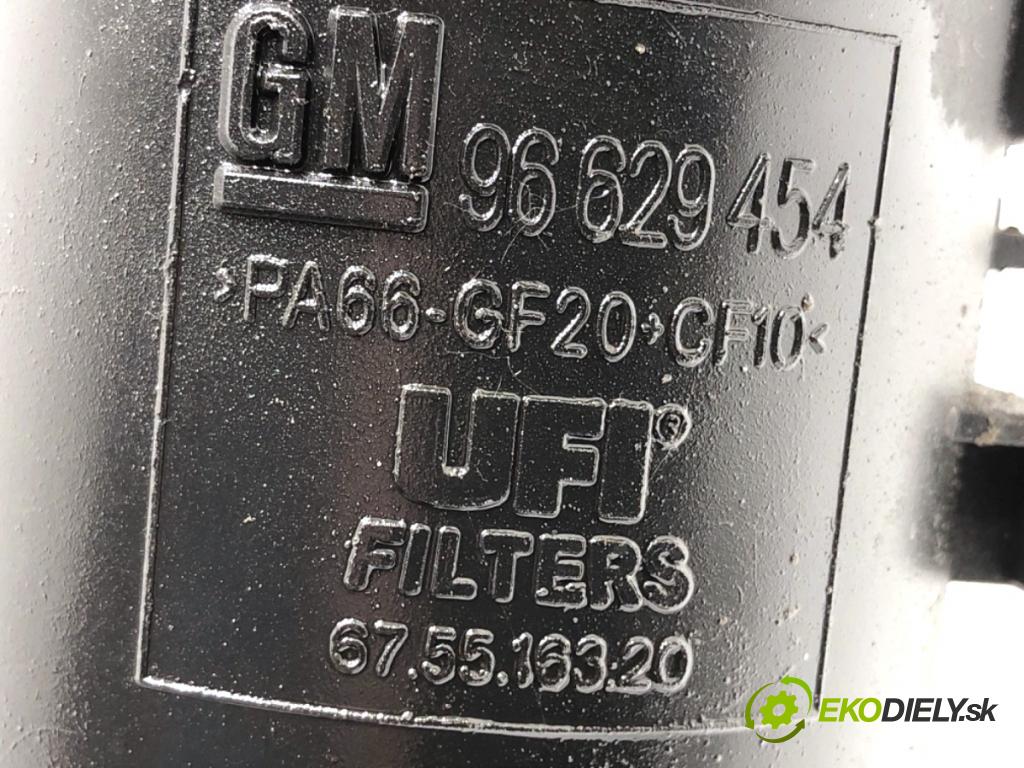 GM 96 629 454
>PA66-GF20+CF10<
UFI®
FILTERS
67.55.163.20
EKODIELY.sk